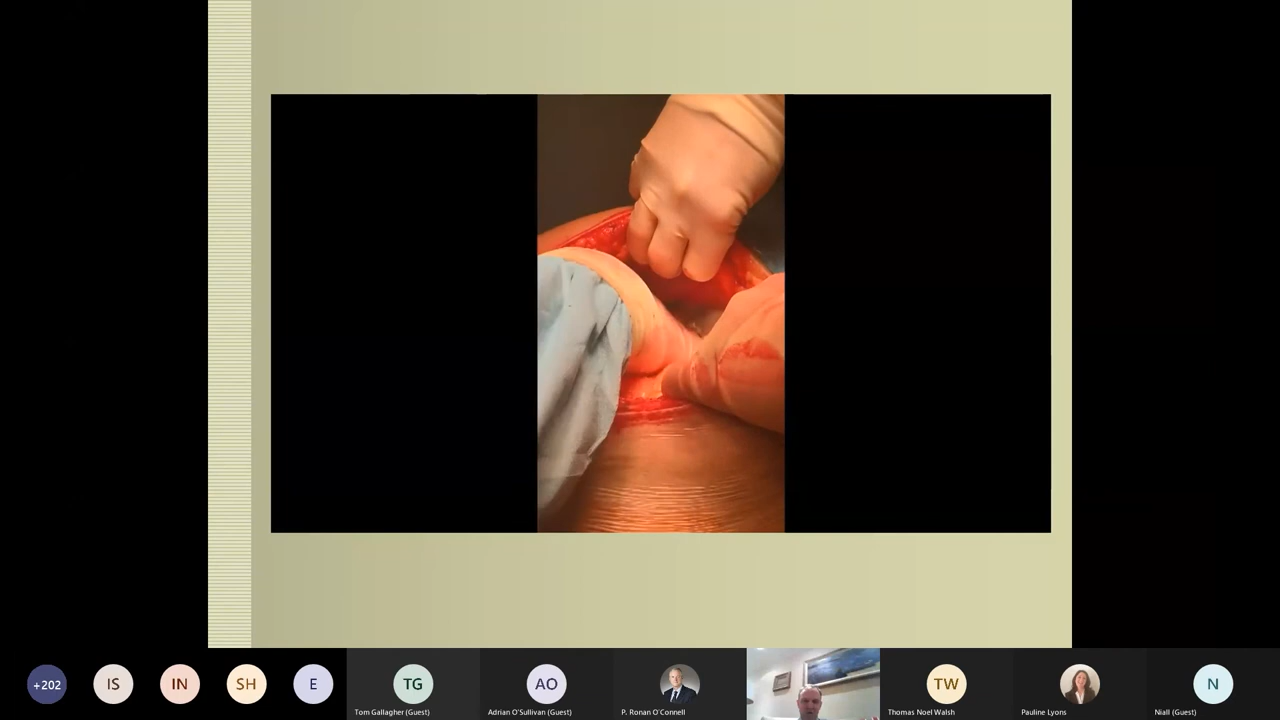 +202
IS
IN
SH
E
TG
Tom Gallagher (Guest)
AO
Adrian O'Sullivan (Guest)
P. Ronan O'Connell
TW
Thomas Noel Walsh
Pauline Lyons
N
Niall (Guest)